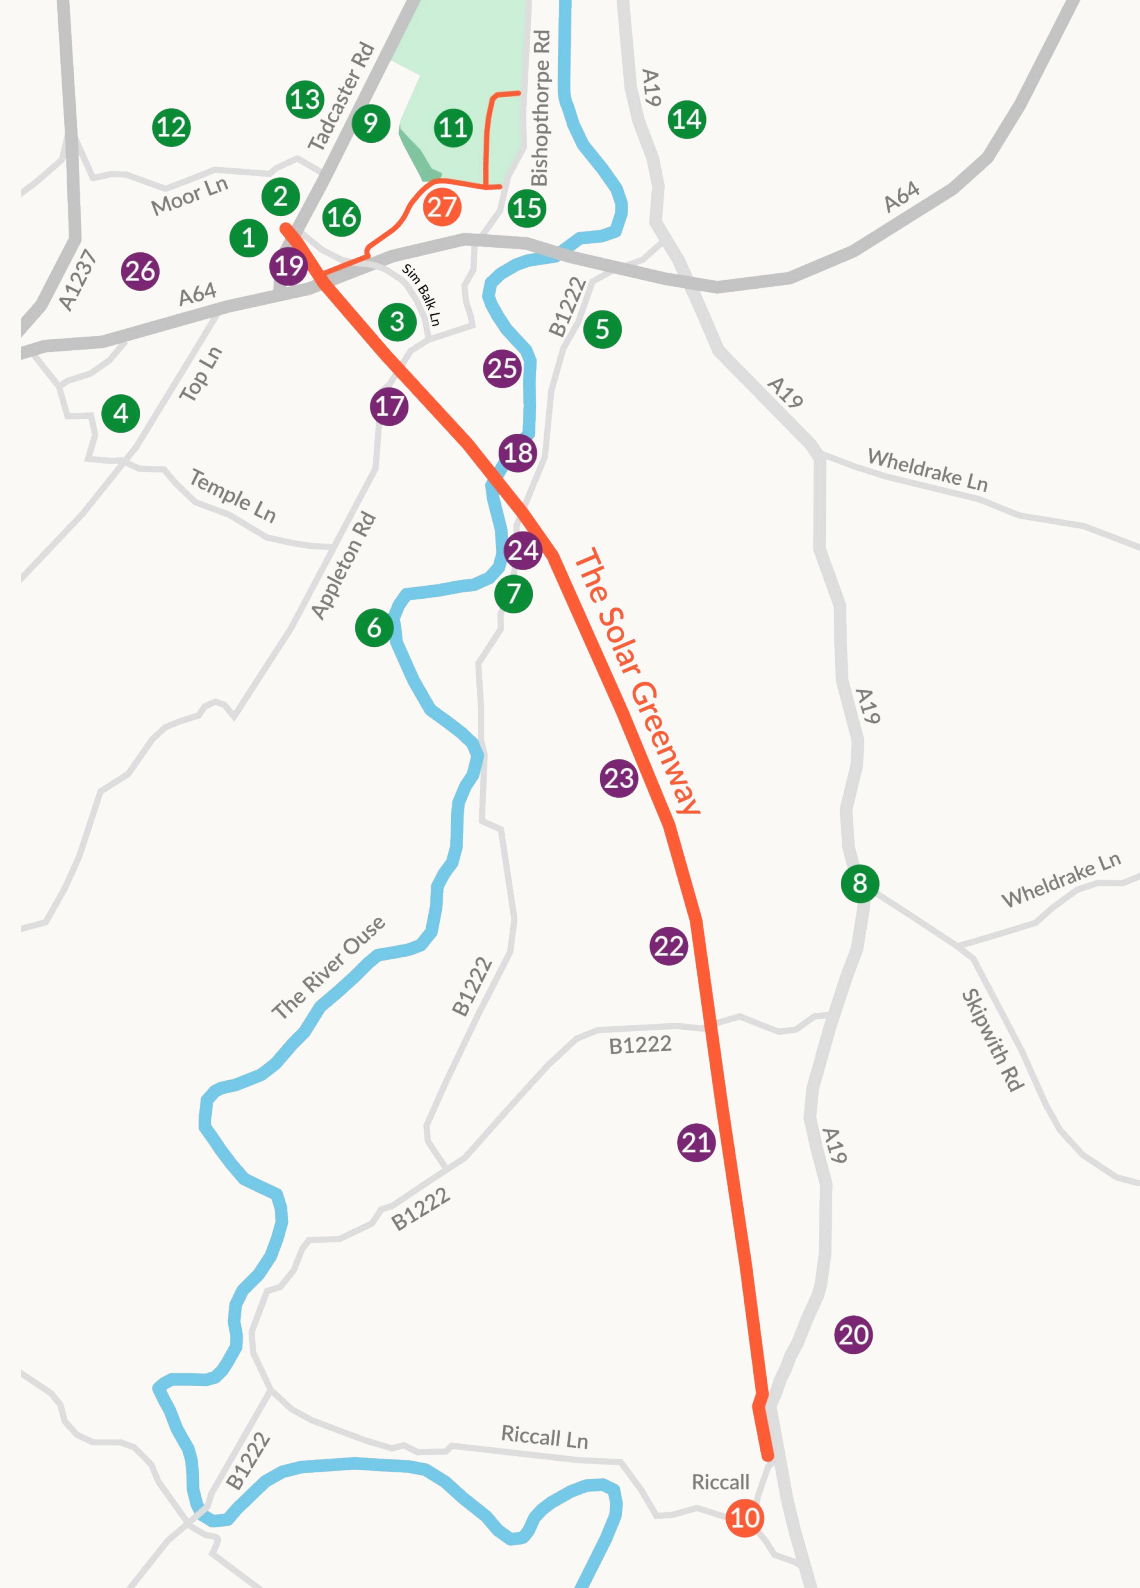 Tadcaster Rd
Bishopthorpe Rd
A19
13
9
11
14
12
Moor Ln
2
16
27
15
A64
1
19
26
A1237
A64
Sim Balk Ln
B1222
3
5
25
Top Ln
17
A19
4
18
Wheldrake Ln
Temple Ln
Appleton Rd
24
7
The Solar Greenway
6
A19
23
8
Wheldrake Ln
22
The River Ouse
B1222
B1222
Skipwith Rd
21
A19
B1222
20
Riccall Ln
B1222
Riccall
10